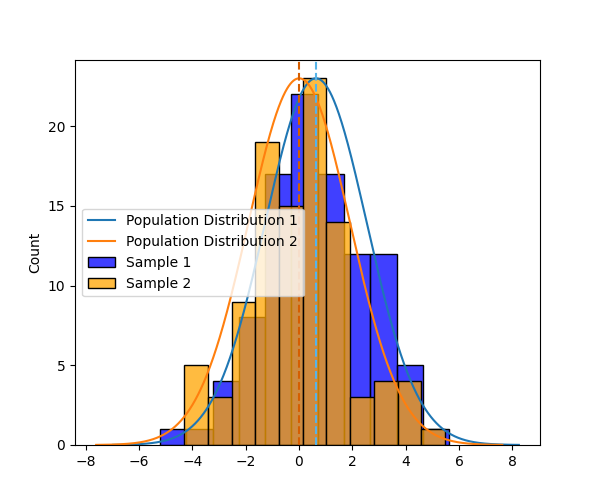 Count
20
15
10
5
0
Population Distribution 1
Population Distribution 2
Sample 1
Sample 2
−8 −6 −4 −2 0 2 4 6 8